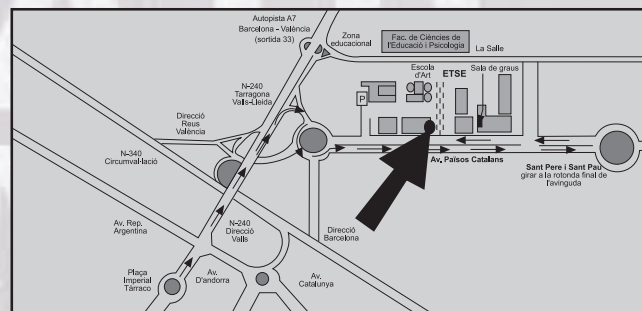 Autopista A7
Barcelona - València
(sortida 33)
Zona
educacional
Fac. de Ciències de
l'Educació i Psicologia
La Salle
N-240
Tarragona
Valls-Lleida
Escola
d'Art
ETSE
Sala de graus
P
Direcció
Reus
València
N-340
Circumval·lació
Av. Països Catalans
Sant Pere i Sant Pau
girar a la rotonda final de
l'avinguda
Av. Rep.
Argentina
N-240
Direcció
Valls
Direcció
Barcelona
Plaça
Imperial
Tàrraco
Av.
D'andorra
Av.
Catalunya